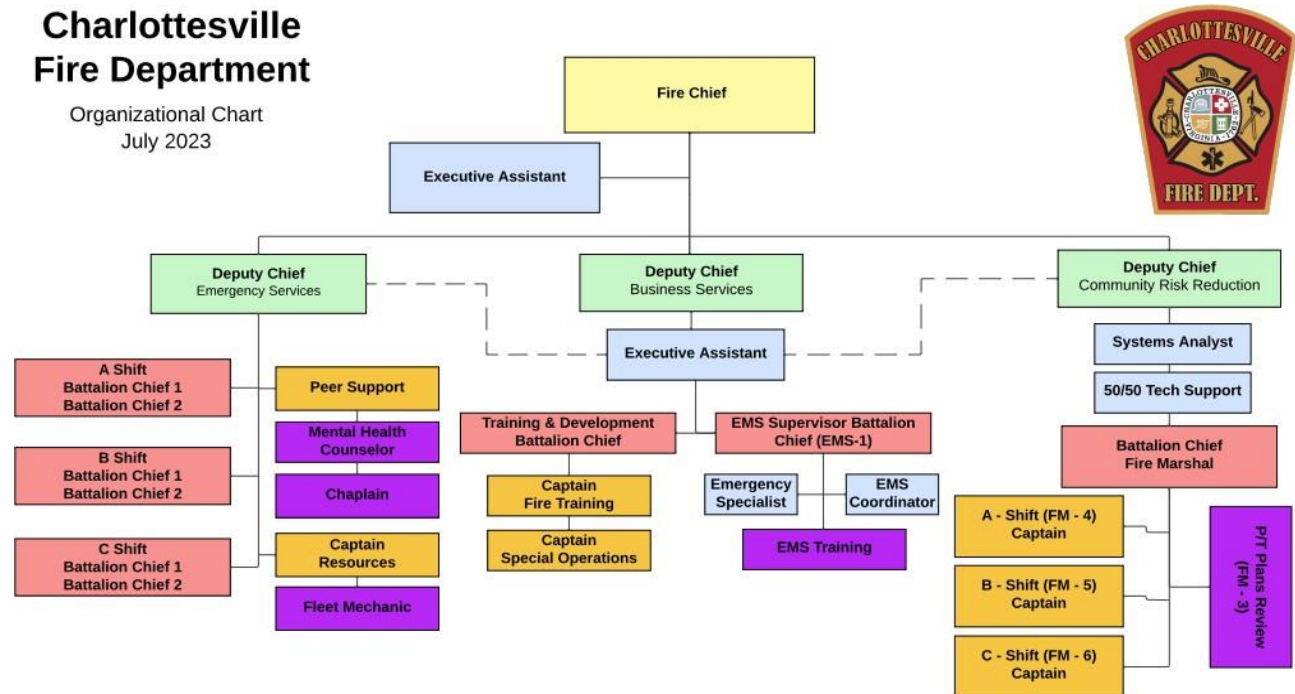 Charlottesville
Fire Department
Organizational Chart
July 2023
CHARLOTTESVILLE
CHARLOTTESVILLE
VIRGINIA - 1762
FIRE DEPT.
Fire Chief
Executive Assistant
Deputy Chief
Emergency Services
Deputy Chief
Business Services
Deputy Chief
Community Risk Reduction
Executive Assistant
Systems Analyst
50/50 Tech Support
A Shift
Battalion Chief 1
Battalion Chief 2
Peer Support
Mental Health
Counselor
Chaplain
B Shift
Battalion Chief 1
Battalion Chief 2
Captain
Resources
Fleet Mechanic
C Shift
Battalion Chief 1
Battalion Chief 2
Training & Development
Battalion Chief
Captain
Fire Training
Captain
Special Operations
EMS Supervisor Battalion
Chief (EMS-1)
Emergency
Specialist
EMS
Coordinator
EMS Training
Battalion Chief
Fire Marshal
A - Shift (FM - 4)
Captain
B - Shift (FM - 5)
Captain
C - Shift (FM - 6)
Captain
P/T Plans Review
(FM - 3)